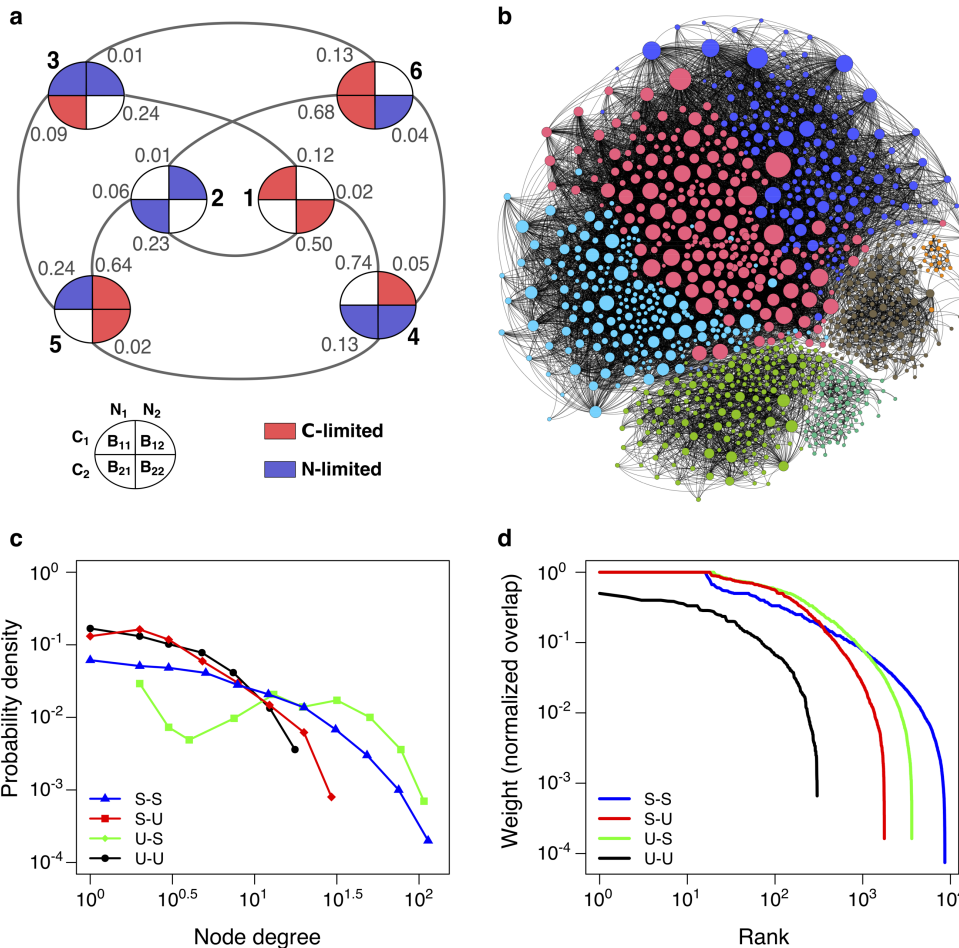 a
3
0.01
0.13
6
0.09
0.24
0.68
0.04
0.01
0.12
0.06
2
1
0.02
0.23
0.50
0.24
0.64
0.74
0.05
5
0.02
0.13
4
N1 N2
C1 B11 B12
C2 B21 B22
C-limited
N-limited
b
c
Probability density
10^0
10^-1
10^-2
10^-3
10^-4
S-S
S-U
U-S
U-U
10^0 10^0.5 10^1 10^1.5 10^2
Node degree
d
Weight (normalized overlap)
10^0
10^-1
10^-2
10^-3
10^-4
S-S
S-U
U-S
U-U
10^0 10^1 10^2 10^3
Rank